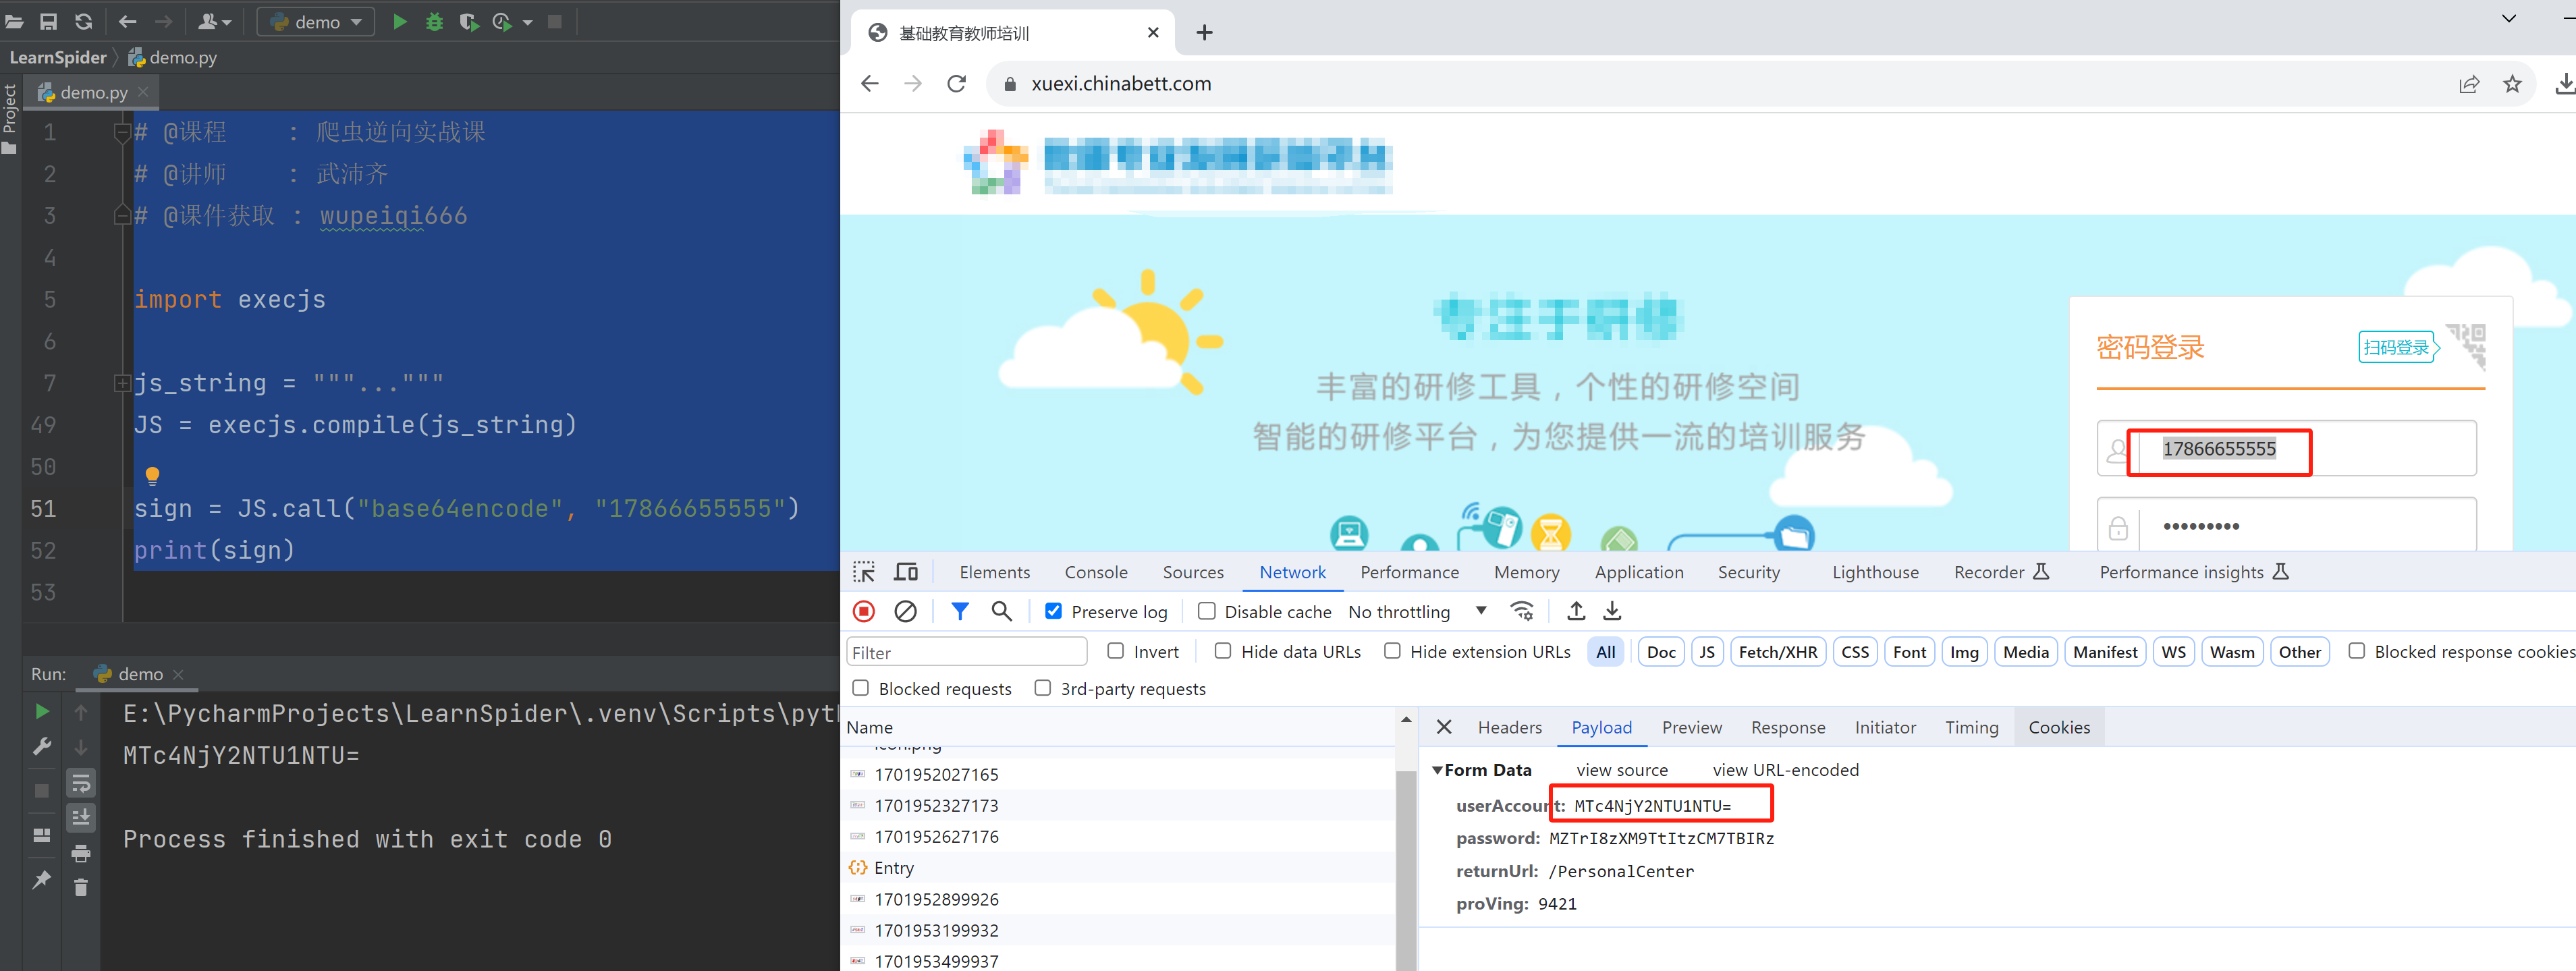 demo
LearnSpider
demo.py
demo.py
Project
1 # @课程 : 爬虫逆向实战课
2 # @讲师 : 武沛齐
3 # @课件获取 : wupeiqi666
4
5 import execjs
6
7 js_string = """..."""
49 JS = execjs.compile(js_string)
50
51 sign = JS.call("base64encode", "17866655555")
52 print(sign)
53
Run: demo
E:\PycharmProjects\LearnSpider\.venv\Scripts\pyth
MTc4NjY2NTU1NTU=
Process finished with exit code 0
基础教育教师培训
xuexi.chinabett.com
丰富的研修工具，个性的研修空间
智能的研修平台，为您提供一流的培训服务
密码登录
扫码登录
17866655555
•••••••••
Elements Console Sources Network Performance Memory Application Security Lighthouse Recorder Performance insights
Preserve log Disable cache No throttling
Filter Invert Hide data URLs Hide extension URLs All Doc JS Fetch/XHR CSS Font Img Media Manifest WS Wasm Other Blocked response cookies
Blocked requests 3rd-party requests
Name
icon.png
1701952027165
1701952327173
1701952627176
Entry
1701952899926
1701953199932
1701953499937
Headers Payload Preview Response Initiator Timing Cookies
Form Data view source view URL-encoded
userAccount: MTc4NjY2NTU1NTU=
password: MZTrI8zXM9TtItzCM7TBIRz
returnUrl: /PersonalCenter
proVing: 9421